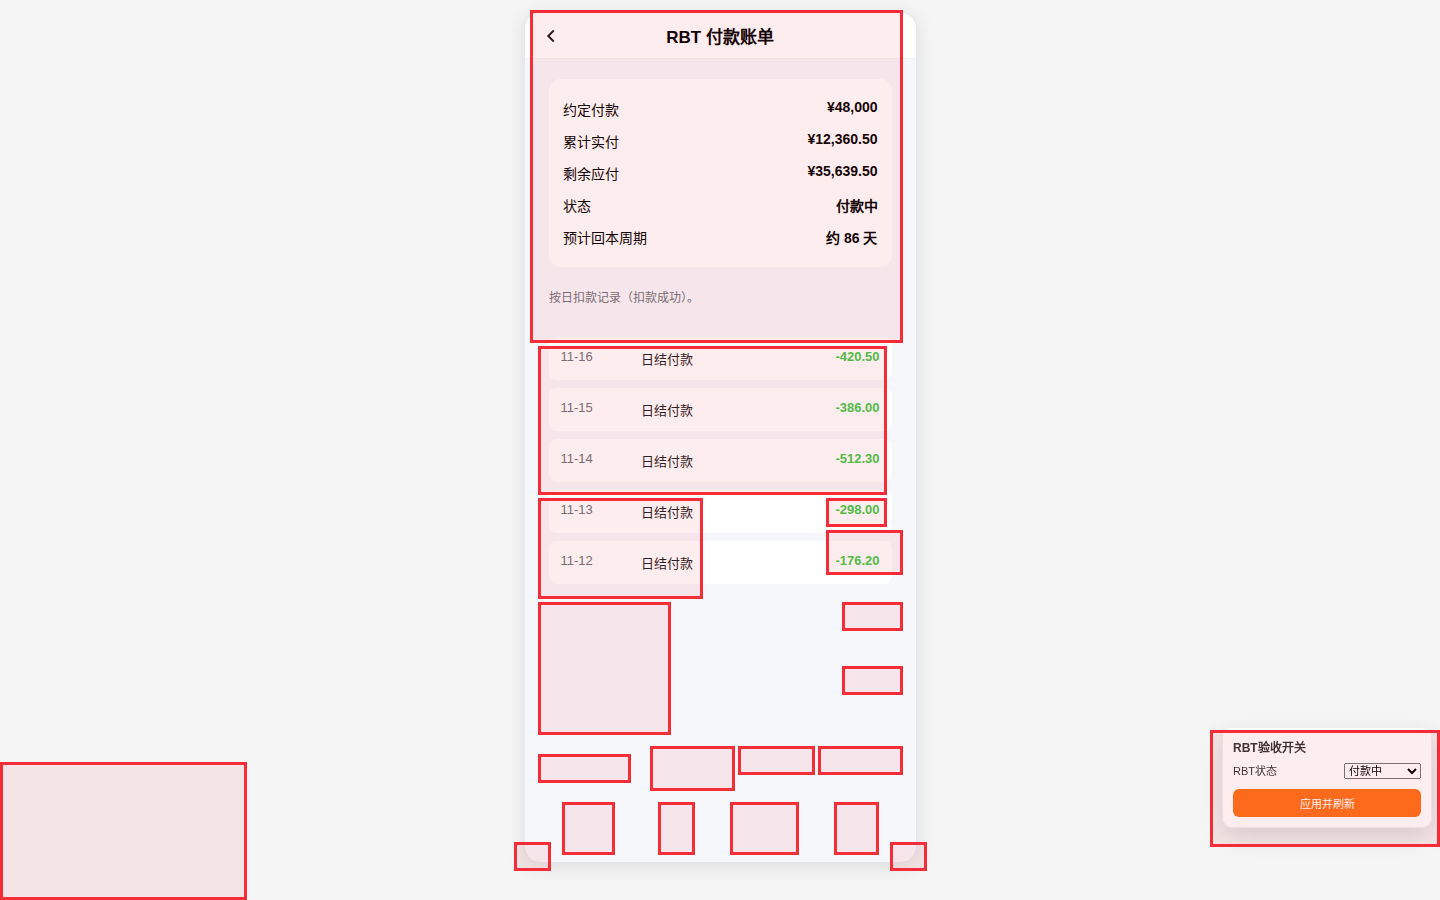 RBT 付款账单
约定付款 ¥48,000
累计实付 ¥12,360.50
剩余应付 ¥35,639.50
状态 付款中
预计回本周期 约 86 天
按日扣款记录（扣款成功）。
11-16 日结付款 -420.50
11-15 日结付款 -386.00
11-14 日结付款 -512.30
11-13 日结付款 -298.00
11-12 日结付款 -176.20
RBT验收开关
RBT状态 付款中
应用并刷新